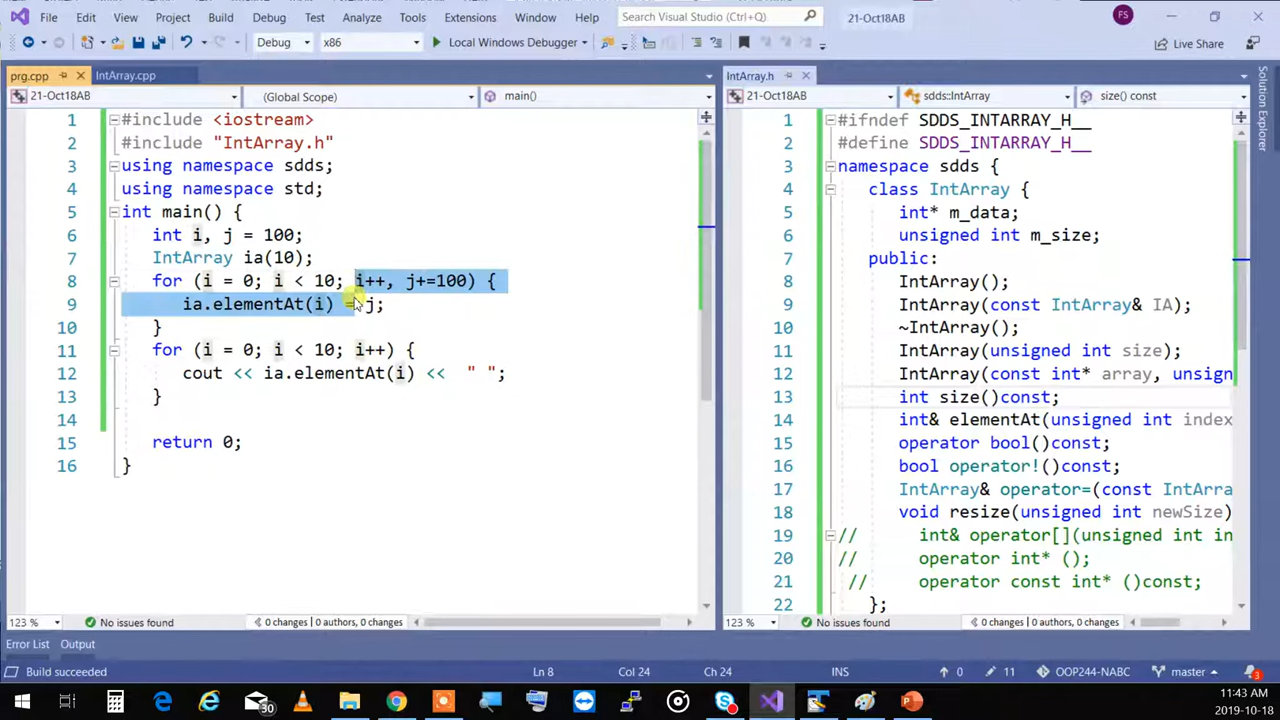 File Edit View Project Build Debug Test Analyze Tools Extensions Window Help Search Visual Studio (Ctrl+Q) 21-Oct18AB FS
Debug x86 Local Windows Debugger Live Share
prg.cpp IntArray.cpp
21-Oct18AB (Global Scope) main()
1 #include <iostream>
2 #include "IntArray.h"
3 using namespace sdds;
4 using namespace std;
5 int main() {
6 int i, j = 100;
7 IntArray ia(10);
8 for (i = 0; i < 10; i++, j+=100) {
9 ia.elementAt(i) = j;
10 }
11 for (i = 0; i < 10; i++) {
12 cout << ia.elementAt(i) << " ";
13 }
14
15 return 0;
16 }
123 % No issues found 0 changes | 0 authors, 0 changes
IntArray.h
21-Oct18AB sdds::IntArray size() const
1 #ifndef SDDS_INTARRAY_H__
2 #define SDDS_INTARRAY_H__
3 namespace sdds {
4 class IntArray {
5 int* m_data;
6 unsigned int m_size;
7 public:
8 IntArray();
9 IntArray(const IntArray& IA);
10 ~IntArray();
11 IntArray(unsigned int size);
12 IntArray(const int* array, unsign
13 int size()const;
14 int& elementAt(unsigned int index
15 operator bool()const;
16 bool operator!()const;
17 IntArray& operator=(const IntArra
18 void resize(unsigned int newSize)
19 // int& operator[](unsigned int in
20 // operator int* ();
21 // operator const int* ()const;
22 };
123 % No issues found 0 changes | 0 authors, 0 changes
Solution Explorer
Error List Output
Build succeeded Ln 8 Col 24 Ch 24 INS 0 11 OOP244-NABC master 3
30
11:43 AM
2019-10-18